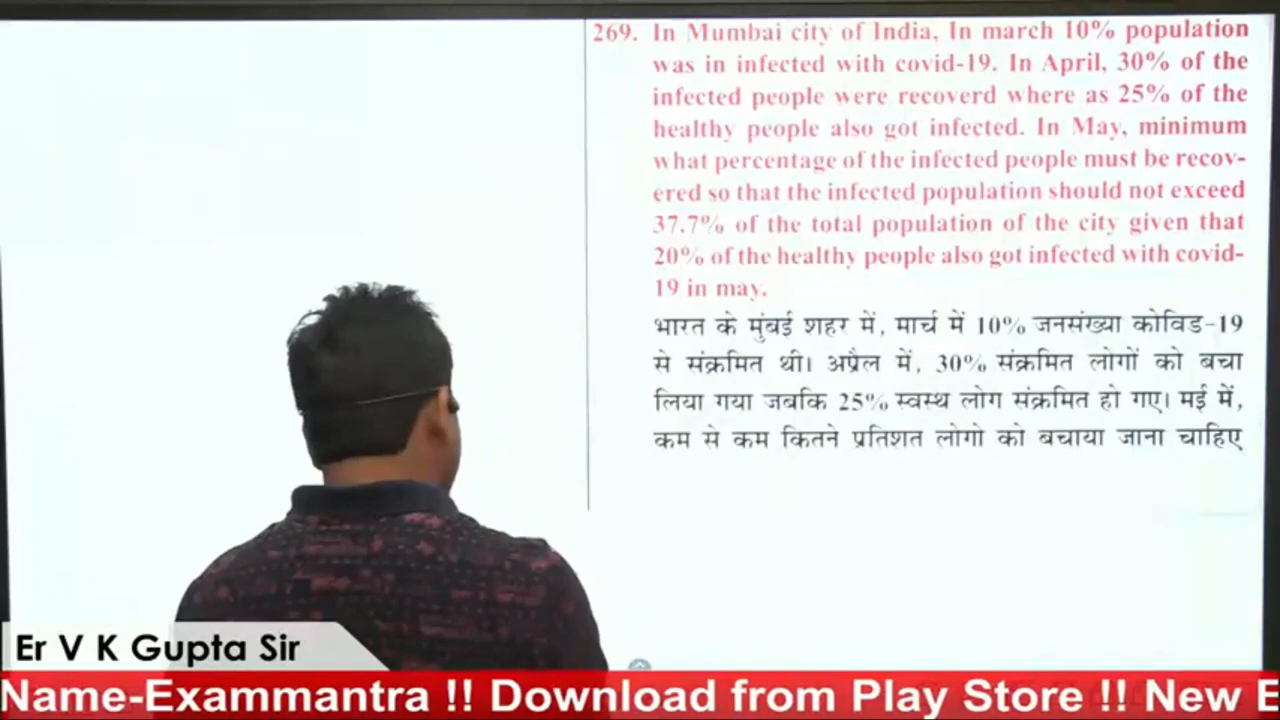 269. In Mumbai city of India, In march 10% population
was in infected with covid-19. In April, 30% of the
infected people were recoverd where as 25% of the
healthy people also got infected. In May, minimum
what percentage of the infected people must be recov-
ered so that the infected population should not exceed
37.7% of the total population of the city given that
20% of the healthy people also got infected with covid-
19 in may.
भारत के मुंबई शहर में, मार्च में 10% जनसंख्या कोविड-19
से संक्रमित थी। अप्रैल में, 30% संक्रमित लोगों को बचा
लिया गया जबकि 25% स्वस्थ लोग संक्रमित हो गए। मई में,
कम से कम कितने प्रतिशत लोगो को बचाया जाना चाहिए
Er V K Gupta Sir
Name-Exammantra !! Download from Play Store !! New E